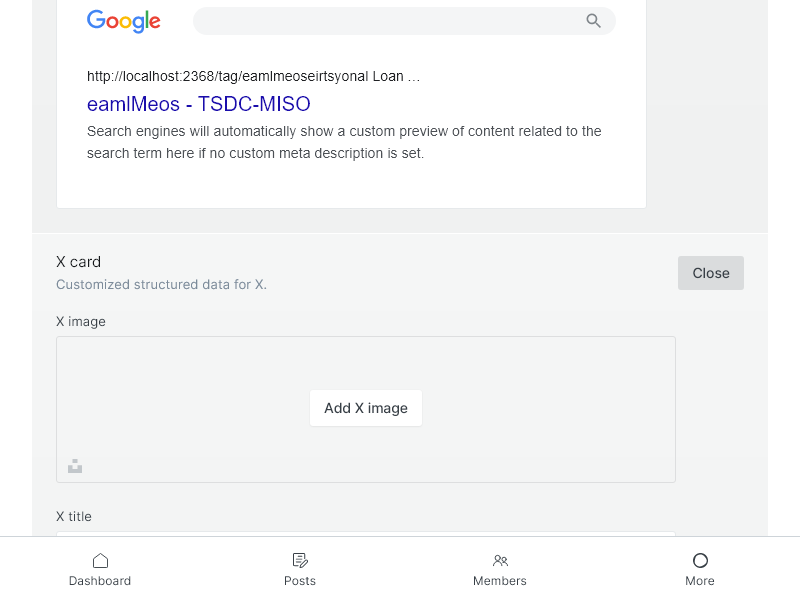 Google
http://localhost:2368/tag/eamlmeoseirtsyonal Loan …
eamlMeos - TSDC-MISO
Search engines will automatically show a custom preview of content related to the
search term here if no custom meta description is set.
X card
Customized structured data for X.
Close
X image
Add X image
X title
Dashboard
Posts
Members
More